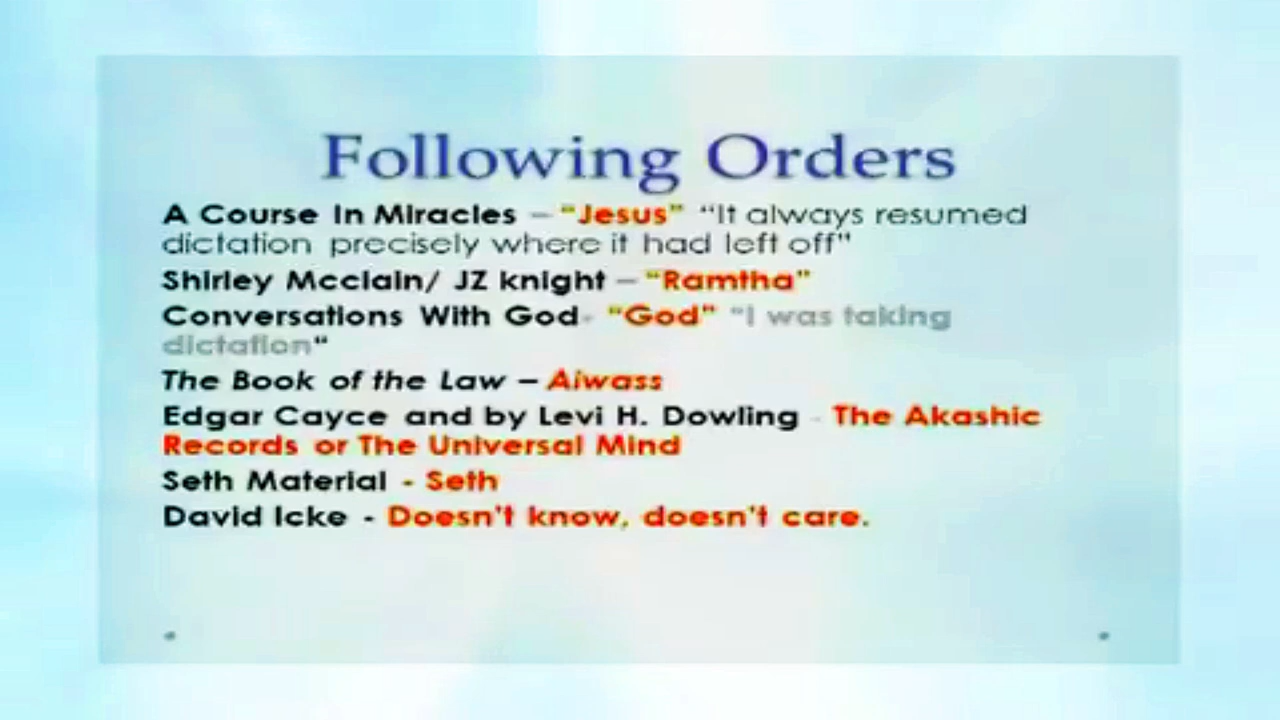 Following Orders
A Course In Miracles – “Jesus” “It always resumed
dictation precisely where it had left off"
Shirley Mcclain/ JZ knight – “Ramtha”
Conversations With God- “God” “I was taking
dictation“
The Book of the Law – Aiwass
Edgar Cayce and by Levi H. Dowling - The Akashic
Records or The Universal Mind
Seth Material - Seth
David Icke - Doesn't know, doesn't care.